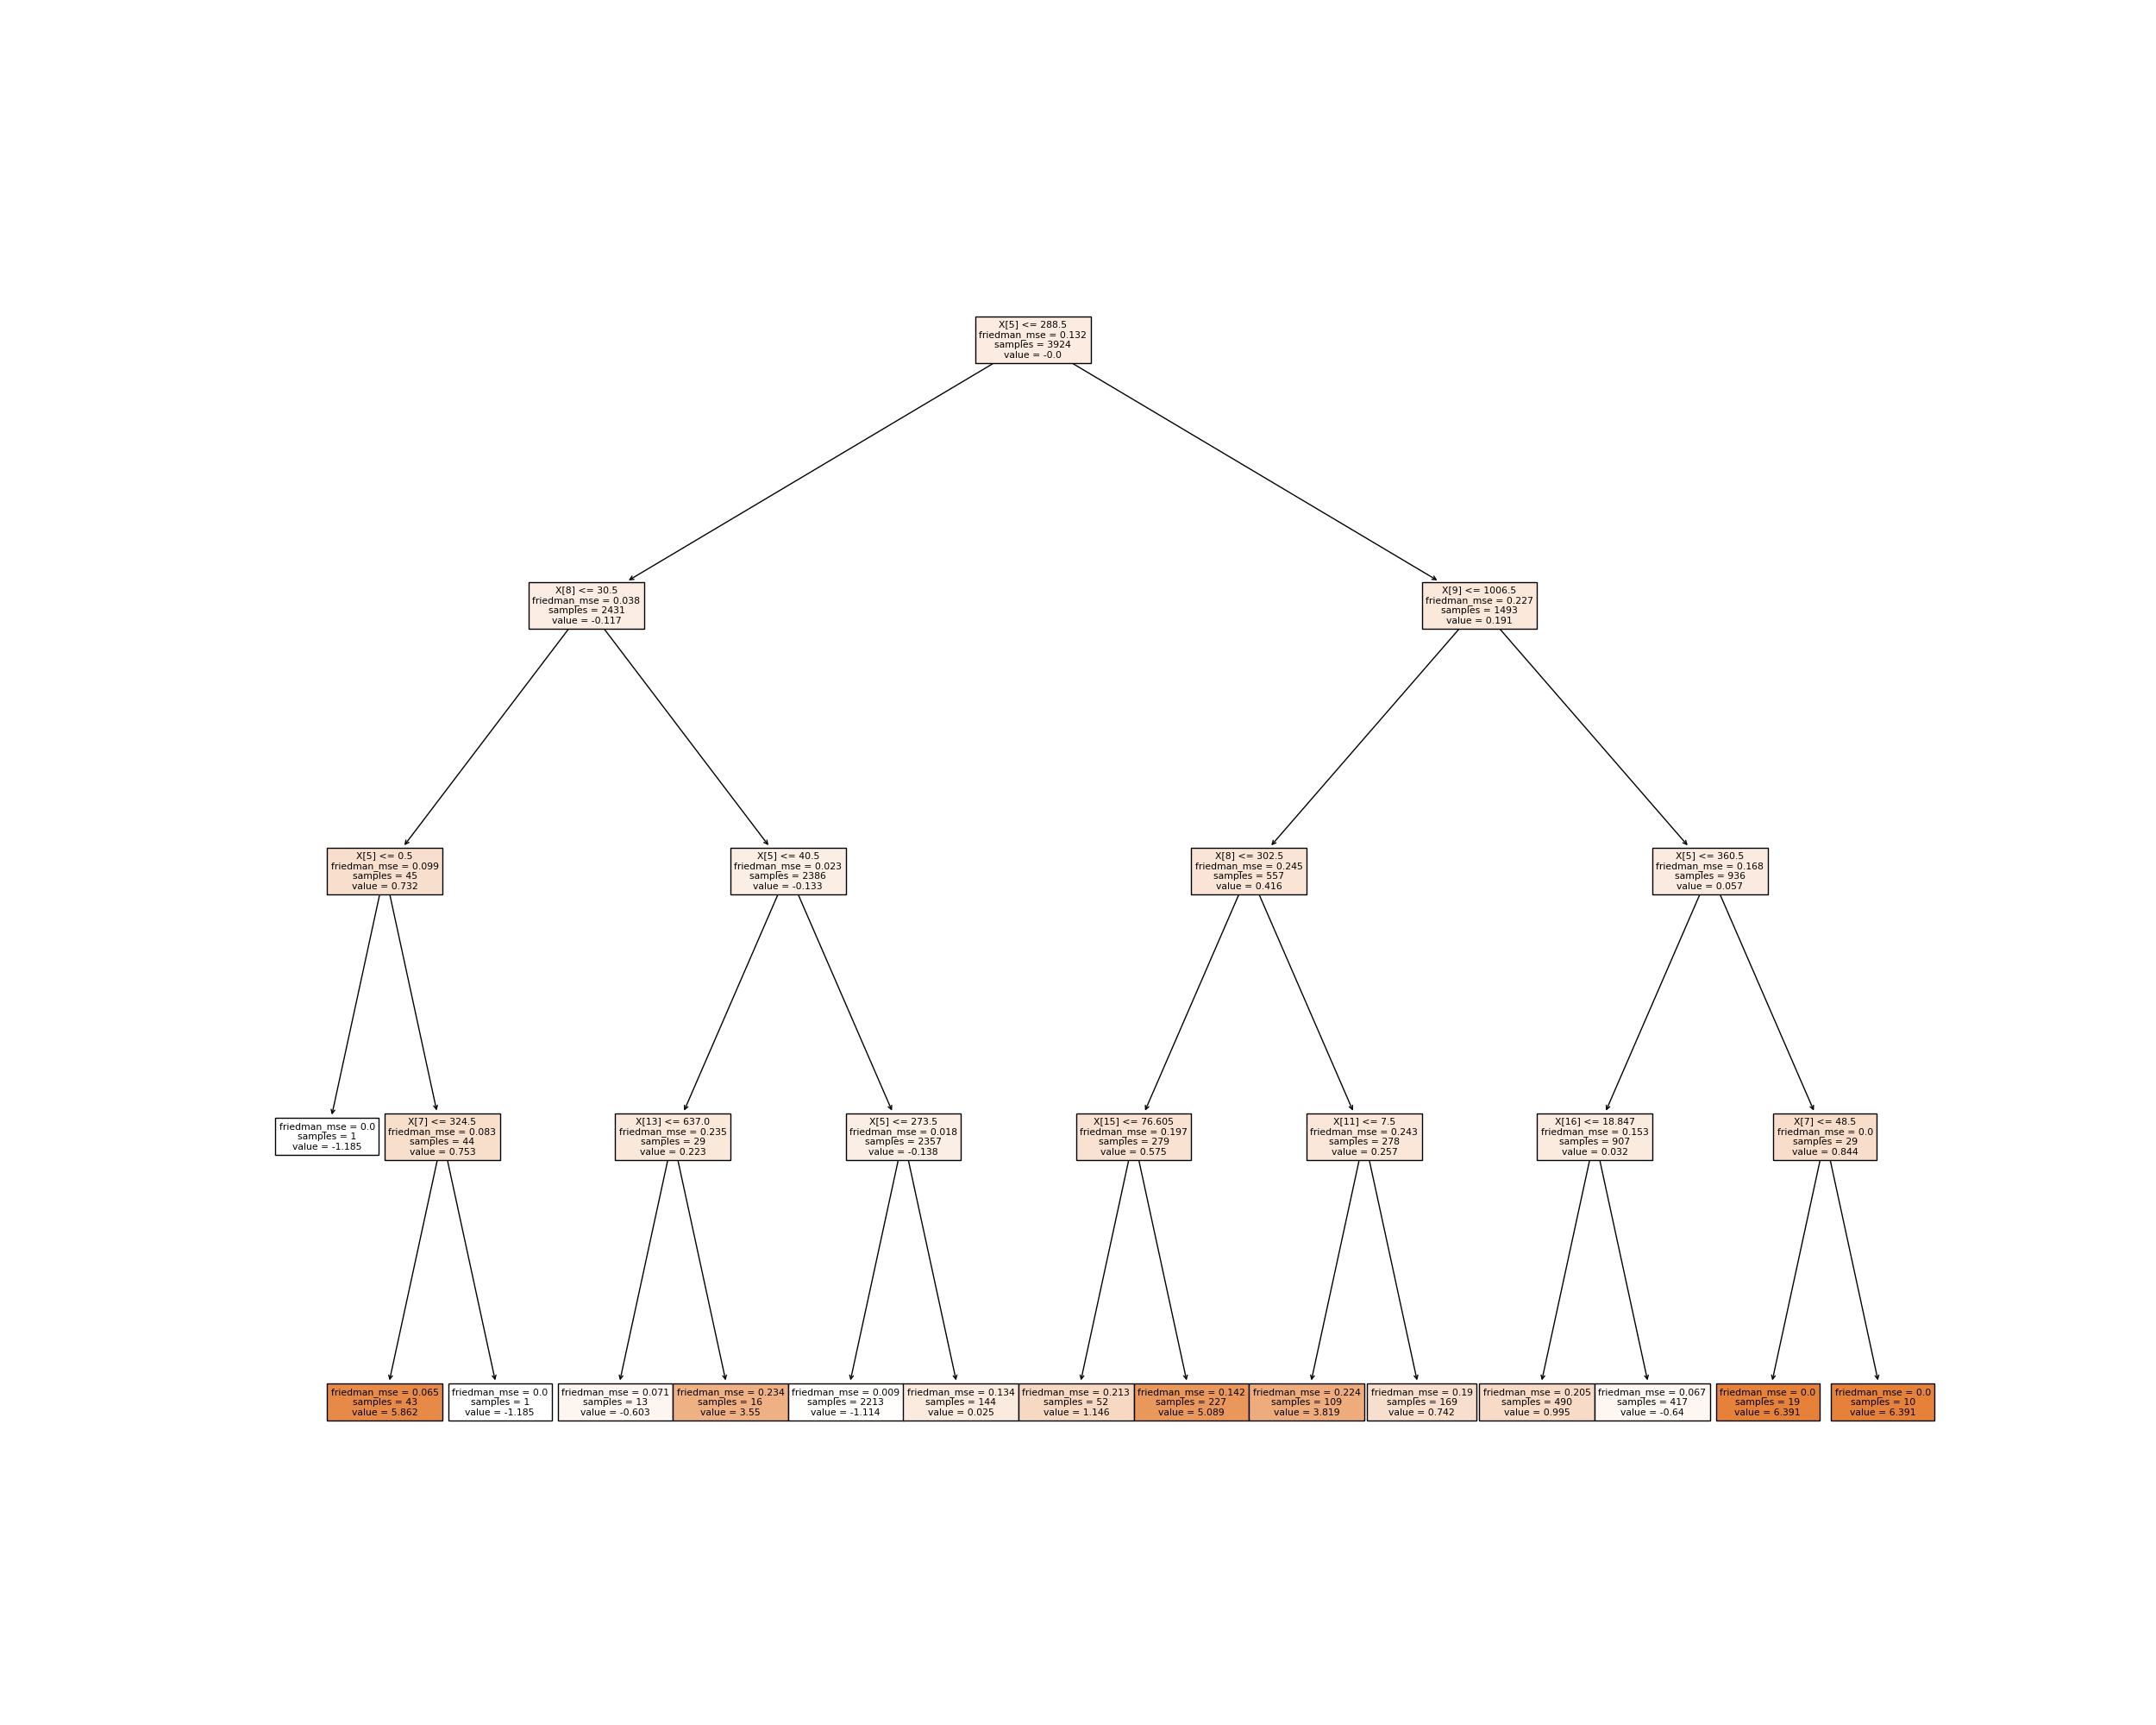 X[5] <= 288.5
friedman_mse = 0.132
samples = 3924
value = -0.0
X[8] <= 30.5
friedman_mse = 0.038
samples = 2431
value = -0.117
X[9] <= 1006.5
friedman_mse = 0.227
samples = 1493
value = 0.191
X[5] <= 0.5
friedman_mse = 0.099
samples = 45
value = 0.732
X[5] <= 40.5
friedman_mse = 0.023
samples = 2386
value = -0.133
X[8] <= 302.5
friedman_mse = 0.245
samples = 557
value = 0.416
X[5] <= 360.5
friedman_mse = 0.168
samples = 936
value = 0.057
friedman_mse = 0.0
samples = 1
value = -1.185
X[7] <= 324.5
friedman_mse = 0.083
samples = 44
value = 0.753
X[13] <= 637.0
friedman_mse = 0.235
samples = 29
value = 0.223
X[5] <= 273.5
friedman_mse = 0.018
samples = 2357
value = -0.138
X[15] <= 76.605
friedman_mse = 0.197
samples = 279
value = 0.575
X[11] <= 7.5
friedman_mse = 0.243
samples = 278
value = 0.257
X[16] <= 18.847
friedman_mse = 0.153
samples = 907
value = 0.032
X[7] <= 48.5
friedman_mse = 0.0
samples = 29
value = 0.844
friedman_mse = 0.065
samples = 43
value = 5.862
friedman_mse = 0.0
samples = 1
value = -1.185
friedman_mse = 0.071
samples = 13
value = -0.603
friedman_mse = 0.234
samples = 16
value = 3.55
friedman_mse = 0.009
samples = 2213
value = -1.114
friedman_mse = 0.134
samples = 144
value = 0.025
friedman_mse = 0.213
samples = 52
value = 1.146
friedman_mse = 0.142
samples = 227
value = 5.089
friedman_mse = 0.224
samples = 109
value = 3.819
friedman_mse = 0.19
samples = 169
value = 0.742
friedman_mse = 0.205
samples = 490
value = 0.995
friedman_mse = 0.067
samples = 417
value = -0.64
friedman_mse = 0.0
samples = 19
value = 6.391
friedman_mse = 0.0
samples = 10
value = 6.391